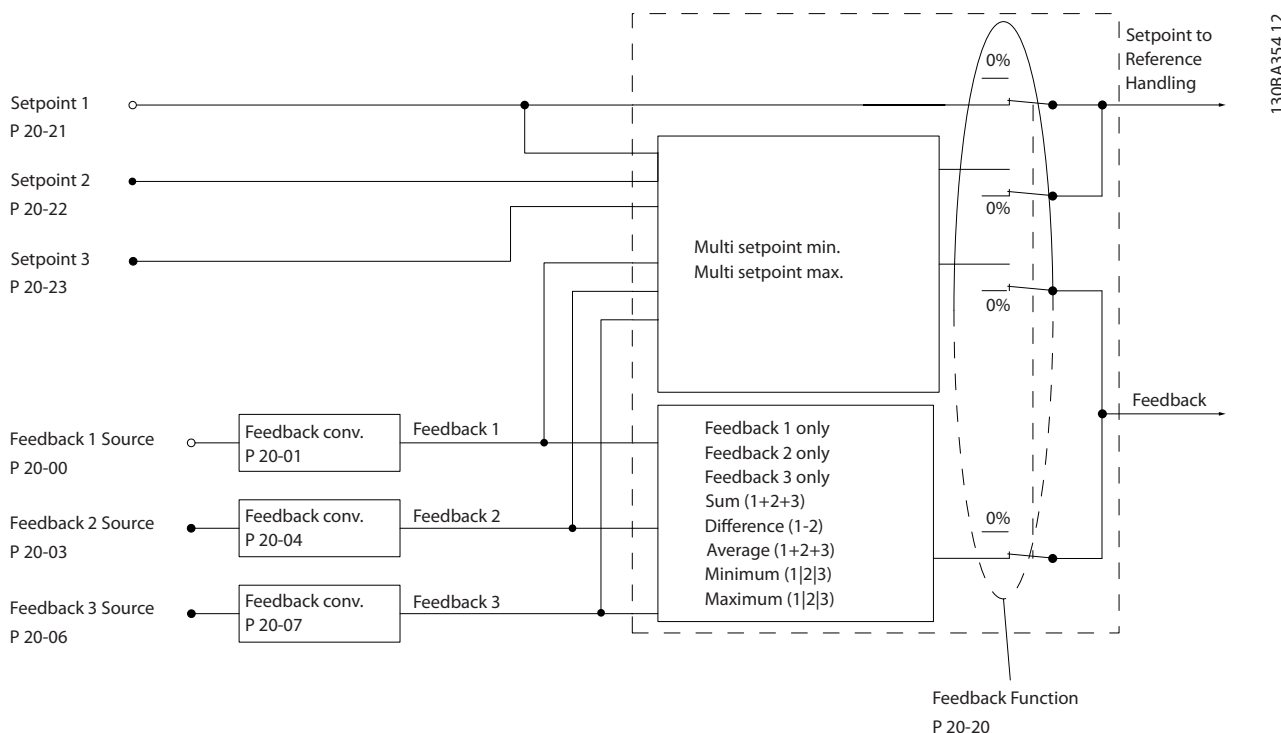 130BA354.12
Setpoint to
Reference
Handling
0%
Setpoint 1
P 20-21
Setpoint 2
P 20-22
0%
Setpoint 3
P 20-23
Multi setpoint min.
Multi setpoint max.
0%
Feedback
Feedback 1 Source
P 20-00
Feedback conv.
P 20-01
Feedback 1
Feedback 2 Source
P 20-03
Feedback conv.
P 20-04
Feedback 2
Feedback 3 Source
P 20-06
Feedback conv.
P 20-07
Feedback 3
Feedback 1 only
Feedback 2 only
Feedback 3 only
Sum (1+2+3)
Difference (1-2)
Average (1+2+3)
Minimum (1|2|3)
Maximum (1|2|3)
0%
Feedback Function
P 20-20